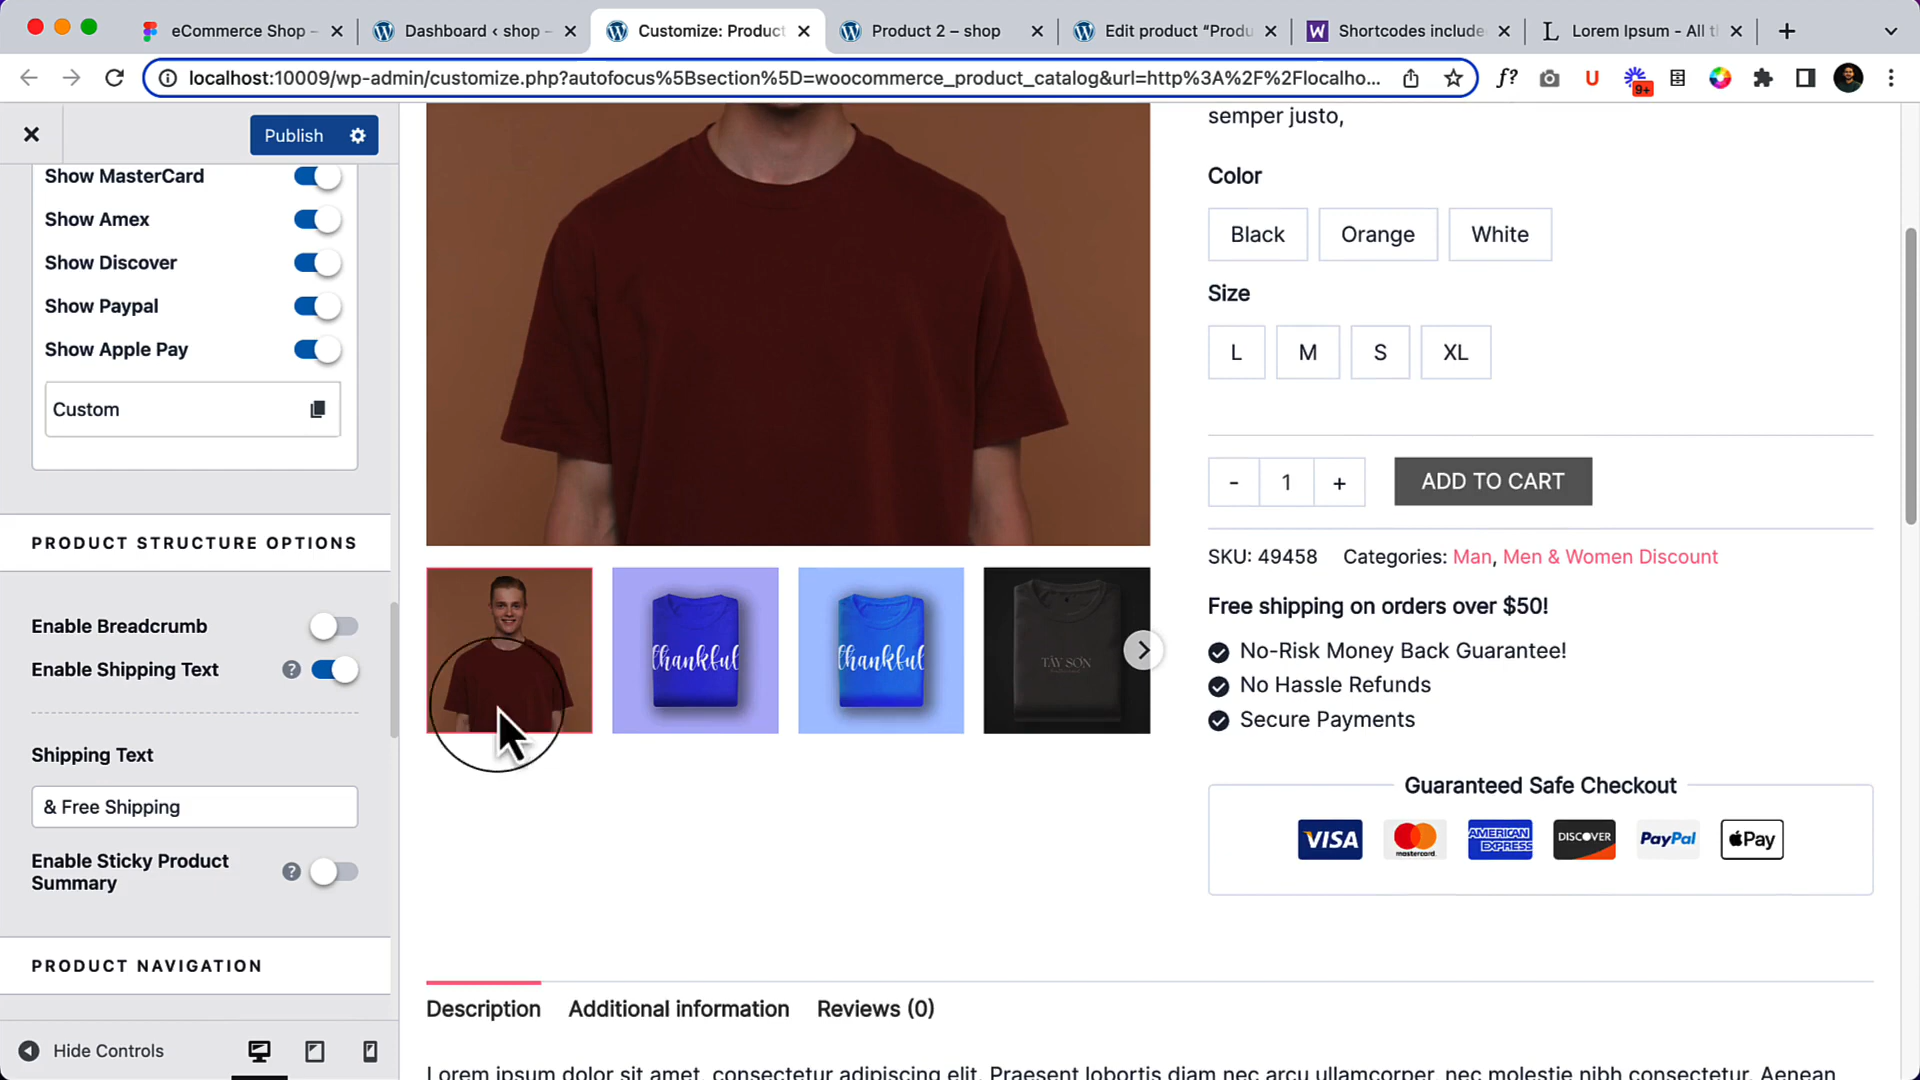 eCommerce Shop –
Dashboard ‹ shop –
Customize: Product
Product 2 – shop
Edit product “Produ
Shortcodes include
Lorem Ipsum - All t
localhost:10009/wp-admin/customize.php?autofocus%5Bsection%5D=woocommerce_product_catalog&url=http%3A%2F%2Flocalho...
f?
U
9+
Publish
semper justo,
Show MasterCard
Show Amex
Show Discover
Show Paypal
Show Apple Pay
Custom
Color
Black
Orange
White
Size
L
M
S
XL
- 1 +
ADD TO CART
PRODUCT STRUCTURE OPTIONS
SKU: 49458 Categories: Man, Men & Women Discount
Free shipping on orders over $50!
No-Risk Money Back Guarantee!
No Hassle Refunds
Secure Payments
Enable Breadcrumb
Enable Shipping Text
?
Shipping Text
& Free Shipping
Enable Sticky Product
Summary
?
thankful
thankful
TÂY SƠN
Guaranteed Safe Checkout
VISA
mastercard
AMERICAN
EXPRESS
DISCOVER
PayPal
Pay
PRODUCT NAVIGATION
Description
Additional information
Reviews (0)
Hide Controls
Lorem ipsum dolor sit amet, consectetur adipiscing elit. Praesent lobortis diam nec arcu ullamcorper, nec molestie nibh consectetur. Aenean